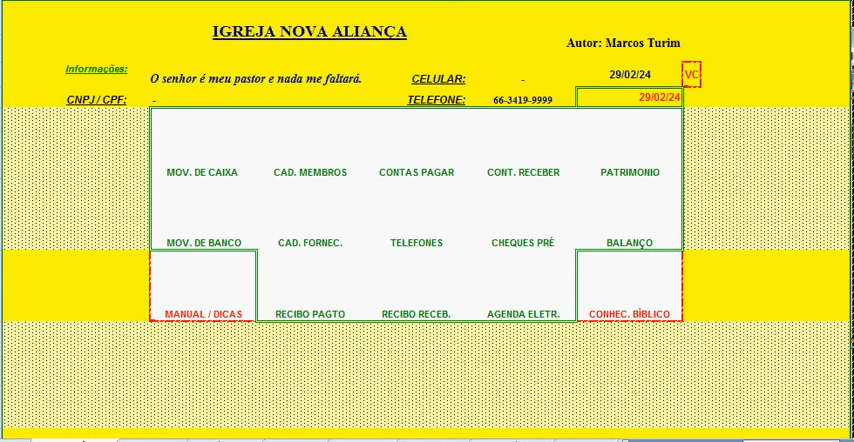 IGREJA NOVA ALIANÇA
Autor: Marcos Turim
Informações:
O senhor é meu pastor e nada me faltará.
CELULAR: -
29/02/24
VC
CNPJ / CPF: -
TELEFONE: 66-3419-9999
29/02/24
MOV. DE CAIXA CAD. MEMBROS CONTAS PAGAR CONT. RECEBER PATRIMONIO
MOV. DE BANCO CAD. FORNEC. TELEFONES CHEQUES PRÉ BALANÇO
MANUAL / DICAS RECIBO PAGTO RECIBO RECEB. AGENDA ELETR. CONHEC. BÍBLICO